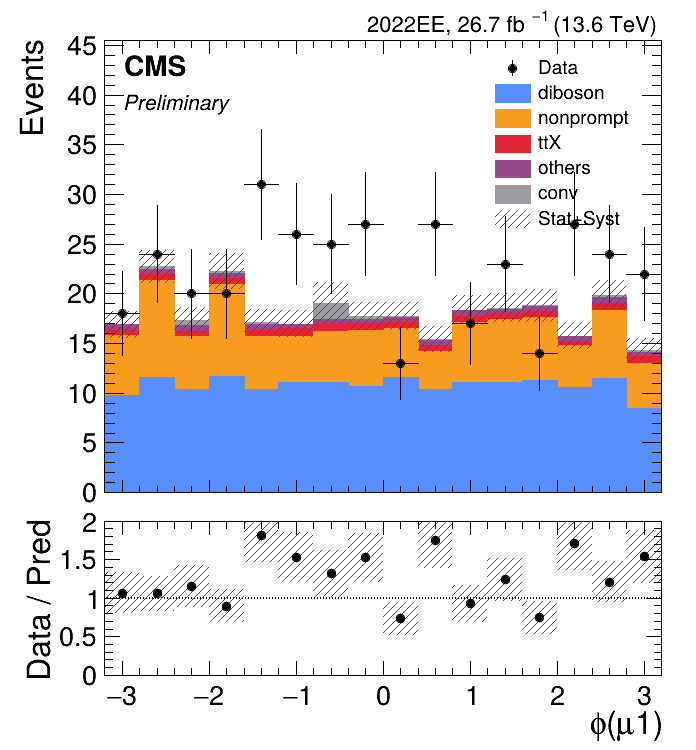 2022EE, 26.7 fb⁻¹ (13.6 TeV)
Events
45
40
35
30
25
20
15
10
5
0
CMS
Preliminary
Data
diboson
nonprompt
ttX
others
conv
Stat+Syst
Data / Pred
2
1.5
1
0.5
0
−3
−2
−1
0
1
2
3
ϕ(μ1)